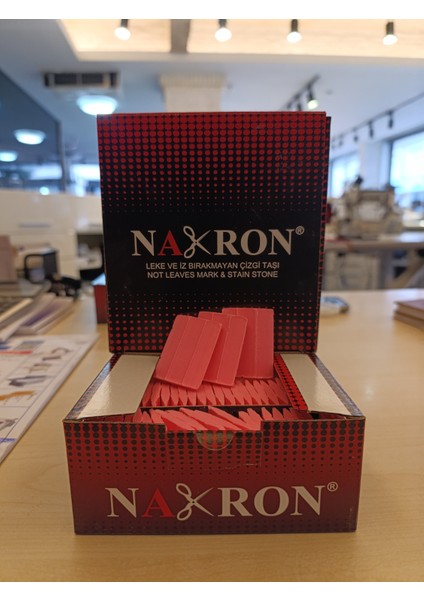 NAKRON®
LEKE VE İZ BIRAKMAYAN ÇİZGİ TAŞI
NOT LEAVES MARK & STAIN STONE
NAKRON®